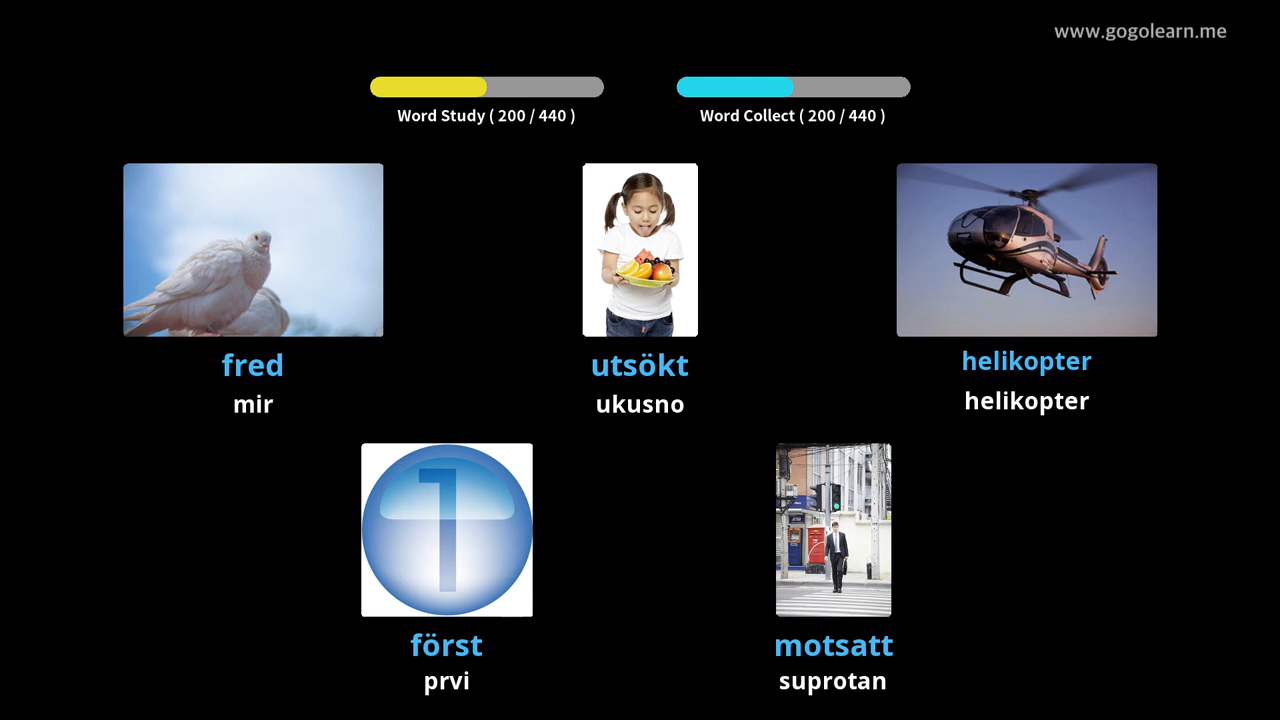 www.gogolearn.me
Word Study ( 200 / 440 )
Word Collect ( 200 / 440 )
fred
mir
utsökt
ukusno
helikopter
helikopter
1
först
prvi
motsatt
suprotan